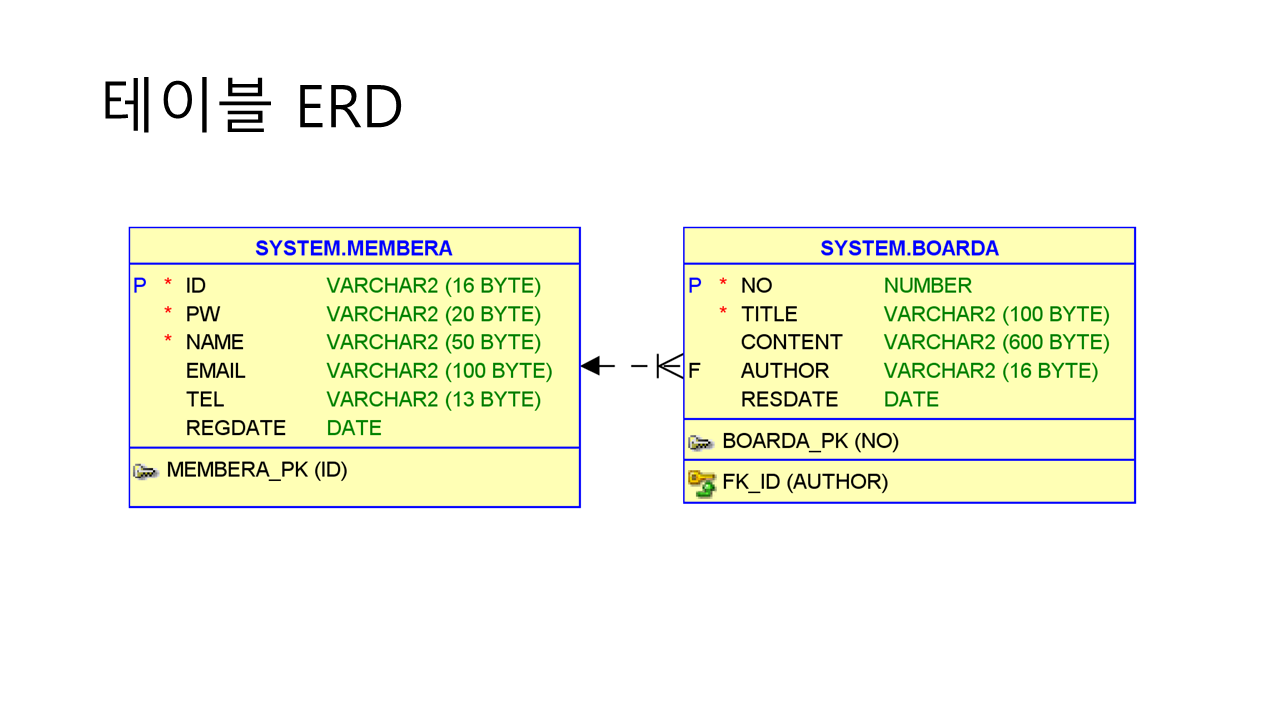 테이블 ERD
SYSTEM.MEMBERA
P * ID VARCHAR2 (16 BYTE)
* PW VARCHAR2 (20 BYTE)
* NAME VARCHAR2 (50 BYTE)
EMAIL VARCHAR2 (100 BYTE)
TEL VARCHAR2 (13 BYTE)
REGDATE DATE
MEMBERA_PK (ID)
SYSTEM.BOARDA
P * NO NUMBER
* TITLE VARCHAR2 (100 BYTE)
CONTENT VARCHAR2 (600 BYTE)
F AUTHOR VARCHAR2 (16 BYTE)
RESDATE DATE
BOARDA_PK (NO)
FK_ID (AUTHOR)